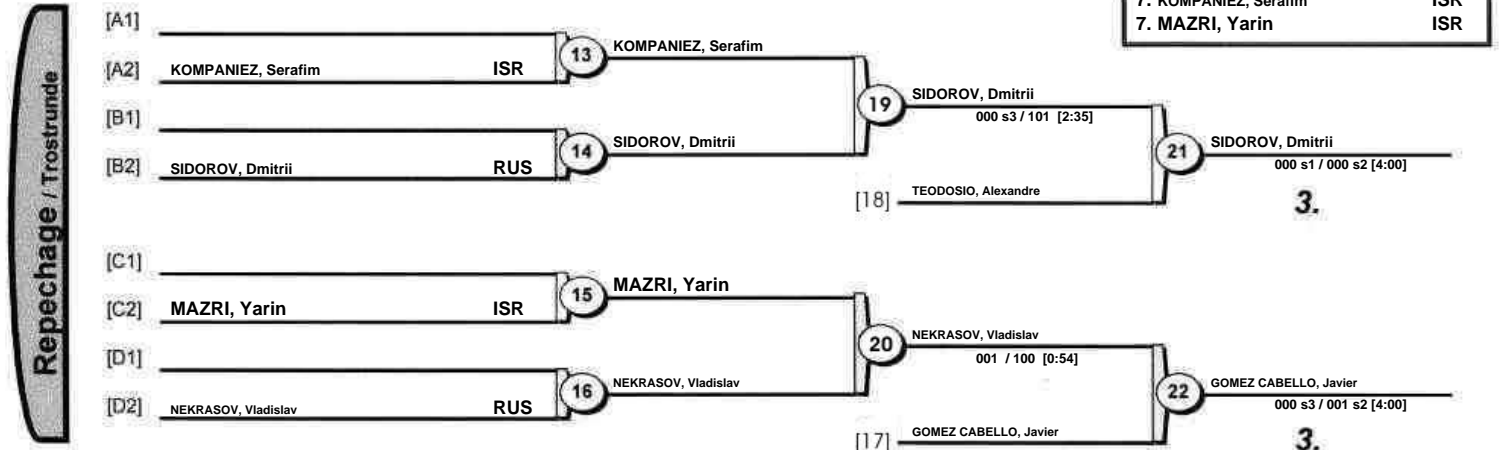 7. KOMPANIEZ, Serafim ISR
7. MAZRI, Yarin ISR
Repechage / Trostrunde
[A1]
[A2] KOMPANIEZ, Serafim ISR
13 KOMPANIEZ, Serafim
[B1]
[B2] SIDOROV, Dmitrii RUS
14 SIDOROV, Dmitrii
19 SIDOROV, Dmitrii
000 s3 / 101 [2:35]
[18] TEODOSIO, Alexandre
21 SIDOROV, Dmitrii
000 s1 / 000 s2 [4:00]
3.
[C1]
[C2] MAZRI, Yarin ISR
15 MAZRI, Yarin
[D1]
[D2] NEKRASOV, Vladislav RUS
16 NEKRASOV, Vladislav
20 NEKRASOV, Vladislav
001 / 100 [0:54]
[17] GOMEZ CABELLO, Javier
22 GOMEZ CABELLO, Javier
000 s3 / 001 s2 [4:00]
3.